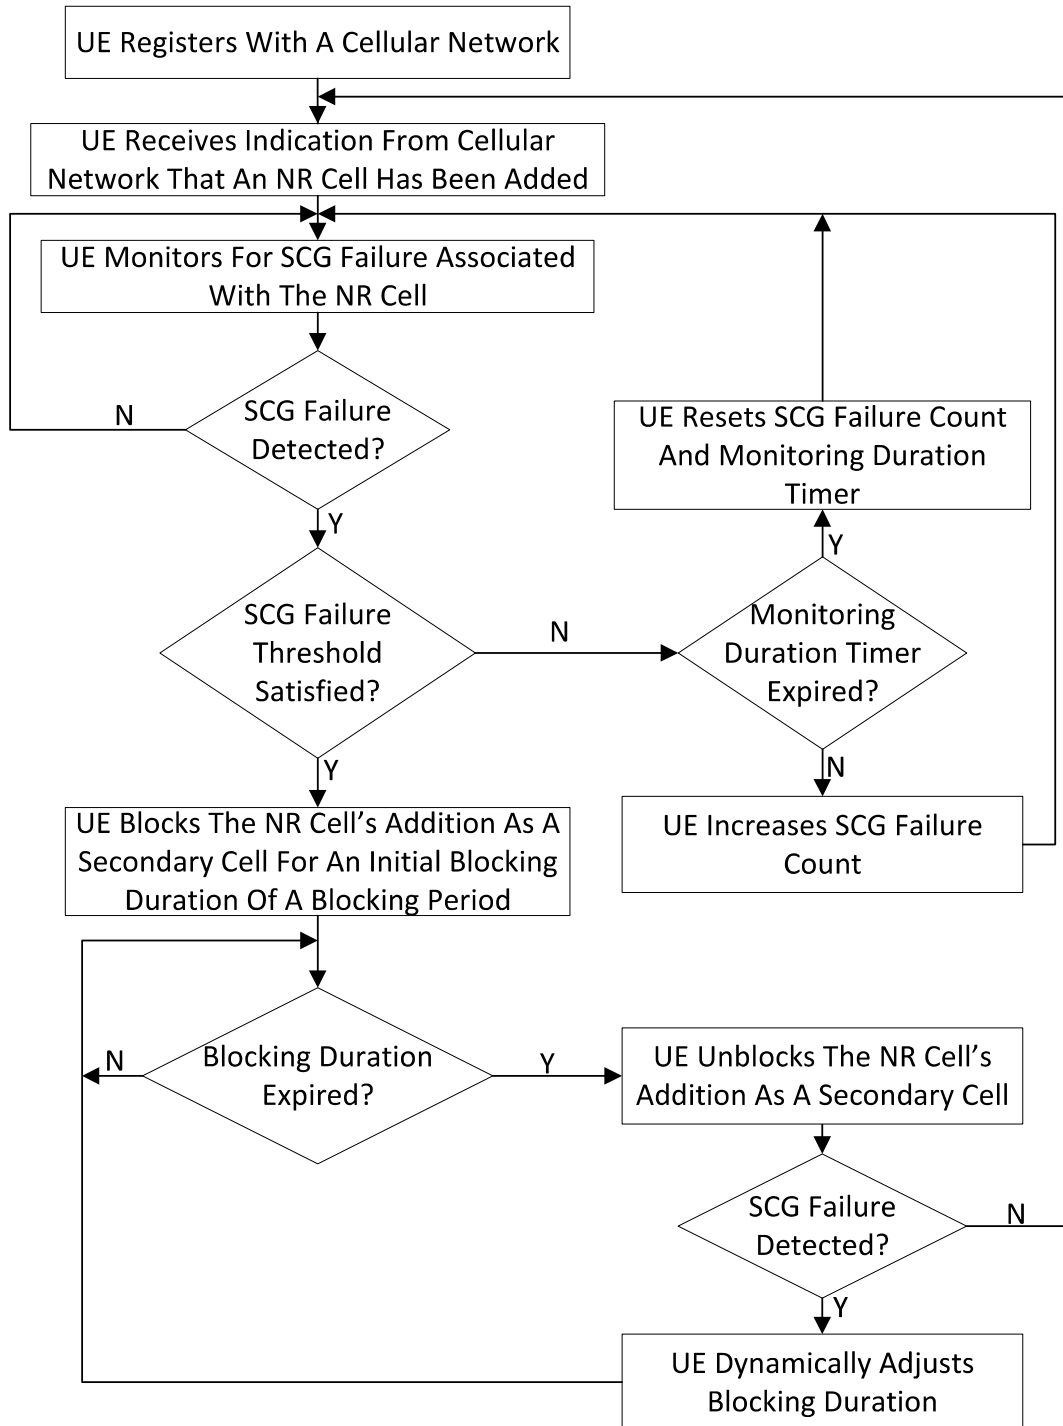 UE Registers With A Cellular Network
UE Receives Indication From Cellular
Network That An NR Cell Has Been Added
UE Monitors For SCG Failure Associated
With The NR Cell
SCG Failure
Detected?
N
Y
UE Resets SCG Failure Count
And Monitoring Duration
Timer
Y
SCG Failure
Threshold
Satisfied?
N
Monitoring
Duration Timer
Expired?
Y
N
UE Blocks The NR Cell’s Addition As A
Secondary Cell For An Initial Blocking
Duration Of A Blocking Period
UE Increases SCG Failure
Count
Blocking Duration
Expired?
N
Y
UE Unblocks The NR Cell’s
Addition As A Secondary Cell
SCG Failure
Detected?
N
Y
UE Dynamically Adjusts
Blocking Duration